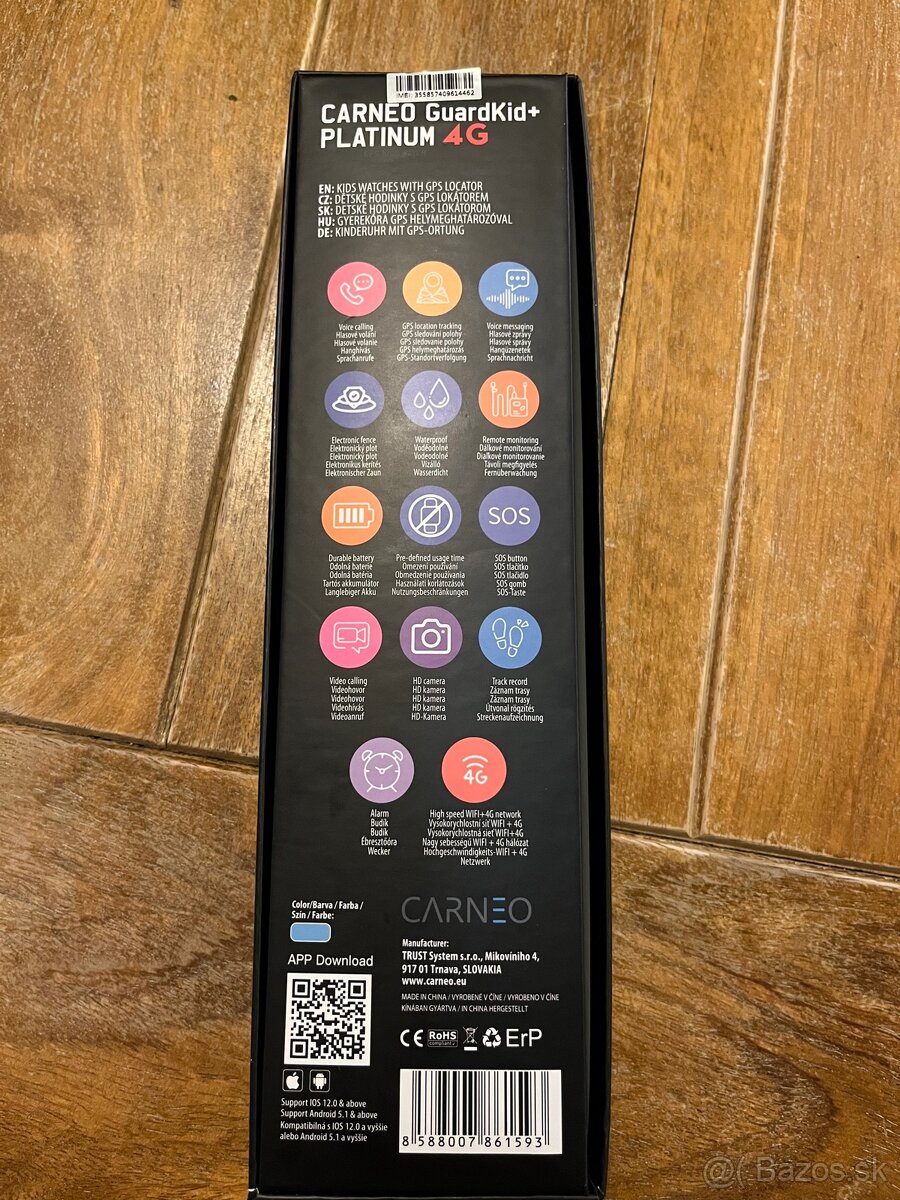 IMEI: 355857409614462
CARNEO GuardKid+
PLATINUM 4G
EN: KIDS WATCHES WITH GPS LOCATOR
CZ: DĚTSKÉ HODINKY S GPS LOKÁTOREM
SK: DETSKÉ HODINKY S GPS LOKÁTOROM
HU: GYEREKÓRA GPS HELYMEGHATÁROZÓVAL
DE: KINDERUHR MIT GPS-ORTUNG
Voice calling
Hlasové volání
Hlasové volanie
Hanghívás
Sprachanrufe
GPS location tracking
GPS sledování polohy
GPS sledovanie polohy
GPS helymeghatározás
GPS-Standortverfolgung
Voice messaging
Hlasové zprávy
Hlasové správy
Hangüzenetek
Sprachnachricht
Electronic fence
Elektronický plot
Elektronický plot
Elektronikus kerítés
Elektronischer Zaun
Waterproof
Voděodolné
Vodeodolné
Vízálló
Wasserdicht
Remote monitoring
Dálkové monitorování
Diaľkové monitorovanie
Távoli megfigyelés
Fernüberwachung
SOS
Durable battery
Odolná baterie
Odolná batéria
Tartós akkumulátor
Langlebiger Akku
Pre-defined usage time
Omezení používání
Obmedzenie používania
Használati korlátozások
Nutzungsbeschränkungen
SOS button
SOS tlačítko
SOS tlačidlo
SOS gomb
SOS-Taste
Video calling
Videohovor
Videohovor
Videohívás
Videoanruf
HD camera
HD kamera
HD kamera
HD kamera
HD-Kamera
Track record
Záznam trasy
Záznam trasy
Útvonal rögzítés
Streckenaufzeichnung
4G
Alarm
Budík
Budík
Ébresztőóra
Wecker
High speed WIFI+4G network
Vysokorychlostní síť WIFI + 4G
Vysokorýchlostná sieť WIFI+4G
Nagy sebességű WIFI + 4G hálózat
Hochgeschwindigkeits-WIFI + 4G
Netzwerk
Color/Barva / Farba /
Szín / Farbe:
APP Download
CARNEO
Manufacturer:
TRUST System s.r.o., Mikovíniho 4,
917 01 Trnava, SLOVAKIA
www.carneo.eu
MADE IN CHINA / VYROBENÉ V ČÍNE / VYROBENO V ČÍNE
KÍNÁBAN GYÁRTVA / IN CHINA HERGESTELLT
CE RoHS compliant ErP
Support IOS 12.0 & above
Support Android 5.1 & above
Kompatibilná s IOS 12.0 a vyššie
alebo Android 5.1 a vyššie
8 588007 861593
@( Bazos.sk